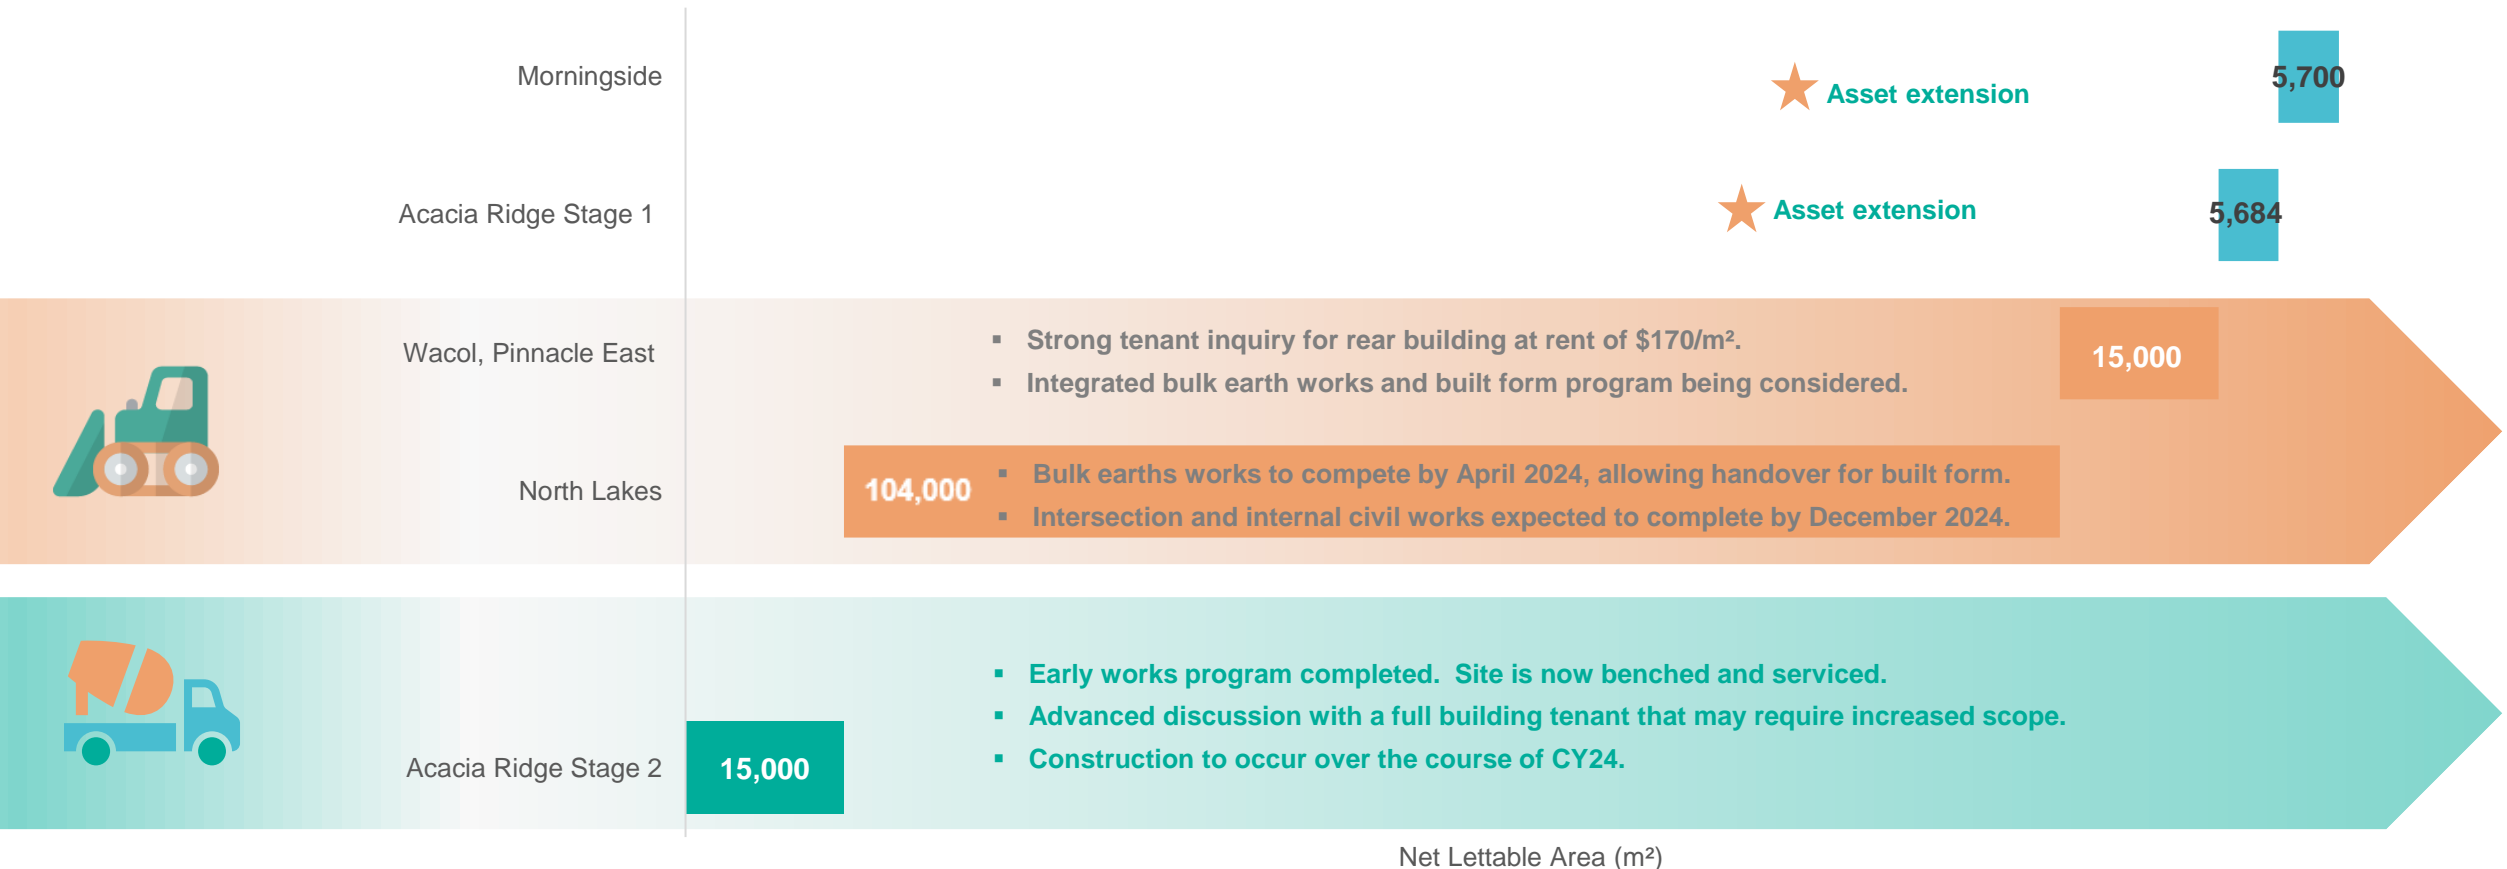 Morningside
Asset extension
5,700
Acacia Ridge Stage 1
Asset extension
5,684
Wacol, Pinnacle East
▪ Strong tenant inquiry for rear building at rent of $170/m².
▪ Integrated bulk earth works and built form program being considered.
15,000
North Lakes
104,000
▪ Bulk earths works to compete by April 2024, allowing handover for built form.
▪ Intersection and internal civil works expected to complete by December 2024.
▪ Early works program completed.  Site is now benched and serviced.
▪ Advanced discussion with a full building tenant that may require increased scope.
▪ Construction to occur over the course of CY24.
Acacia Ridge Stage 2
15,000
Net Lettable Area (m²)